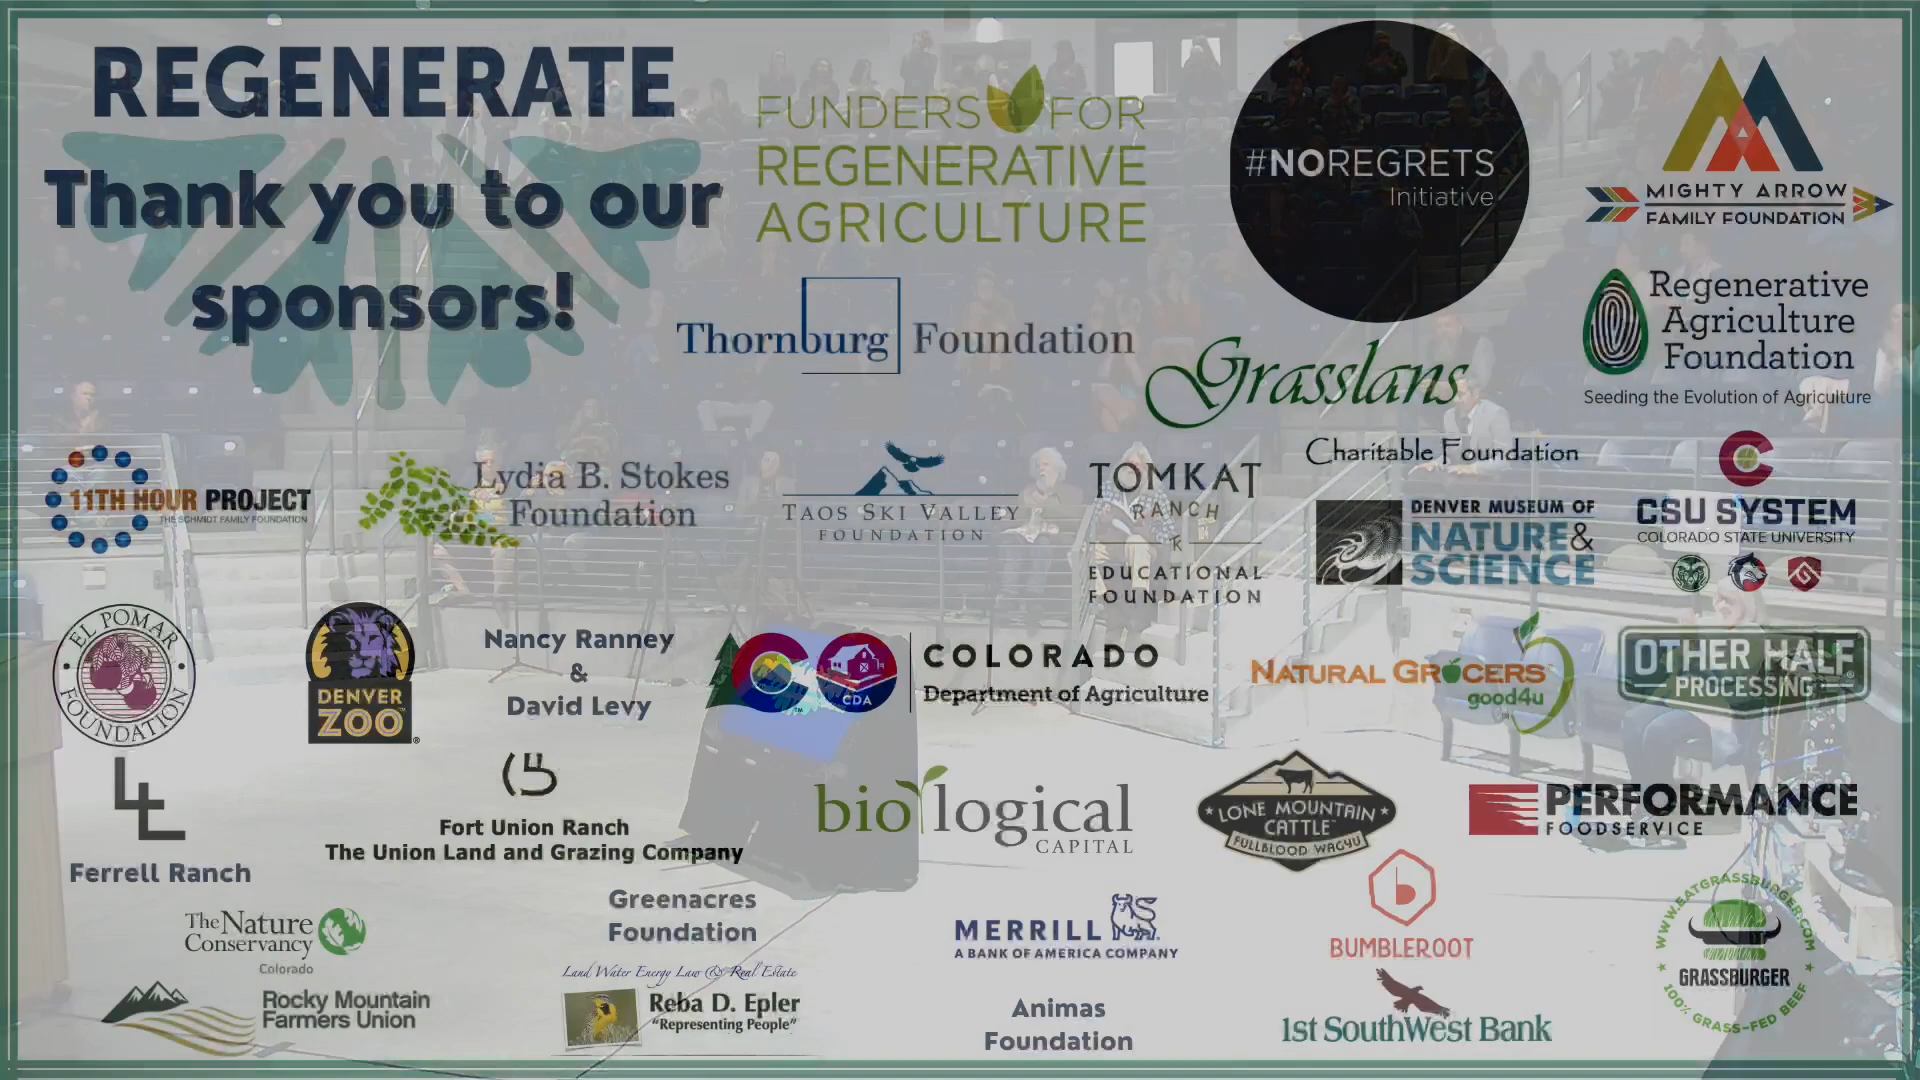 REGENERATE
Thank you to our
sponsors!
FUNDERS FOR
REGENERATIVE
AGRICULTURE
#NOREGRETS
Initiative
MIGHTY ARROW
FAMILY FOUNDATION
Thornburg Foundation
Grasslans
Charitable Foundation
Regenerative
Agriculture
Foundation
Seeding the Evolution of Agriculture
11TH HOUR PROJECT
THE SCHMIDT FAMILY FOUNDATION
Lydia B. Stokes
Foundation
TAOS SKI VALLEY
FOUNDATION
TOMKAT
RANCH
K
EDUCATIONAL
FOUNDATION
DENVER MUSEUM OF
NATURE&
SCIENCE
C
CSU SYSTEM
COLORADO STATE UNIVERSITY
EL POMAR
FOUNDATION
DENVER
ZOO®
Nancy Ranney
&
David Levy
CO
CDA
TM
COLORADO
Department of Agriculture
NATURAL GROCERS
good4u
OTHER HALF
PROCESSING
Ferrell Ranch
Fort Union Ranch
The Union Land and Grazing Company
biological
CAPITAL
LONE MOUNTAIN
CATTLE
FULLBLOOD WAGYU
PERFORMANCE
FOODSERVICE
The Nature
Conservancy
Colorado
Greenacres
Foundation
MERRILL
A BANK OF AMERICA COMPANY
b
BUMBLEROOT
WWW.EATGRASSBURGER.COM
GRASSBURGER
100% GRASS-FED BEEF
Rocky Mountain
Farmers Union
Land Water Energy Law & Real Estate
Reba D. Epler
"Representing People"
Animas
Foundation
1st SouthWest Bank